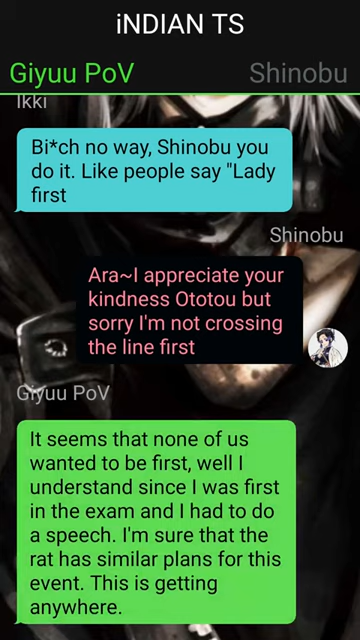 iNDIAN TS
Giyuu PoV
Shinobu
Ikki
Bi*ch no way, Shinobu you
do it. Like people say "Lady
first
Shinobu
Ara~I appreciate your
kindness Ototou but
sorry I'm not crossing
the line first
Giyuu PoV
It seems that none of us
wanted to be first, well I
understand since I was first
in the exam and I had to do
a speech. I'm sure that the
rat has similar plans for this
event. This is getting
anywhere.